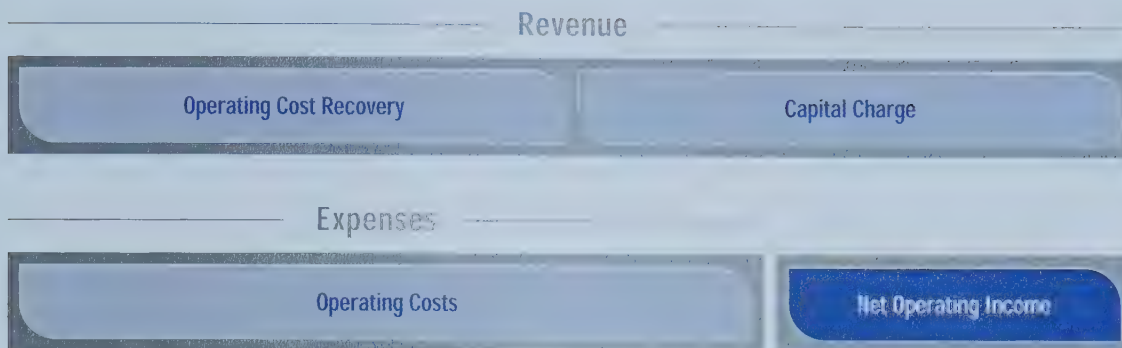 Revenue
Operating Cost Recovery
Capital Charge
Expenses
Operating Costs
Net Operating Income